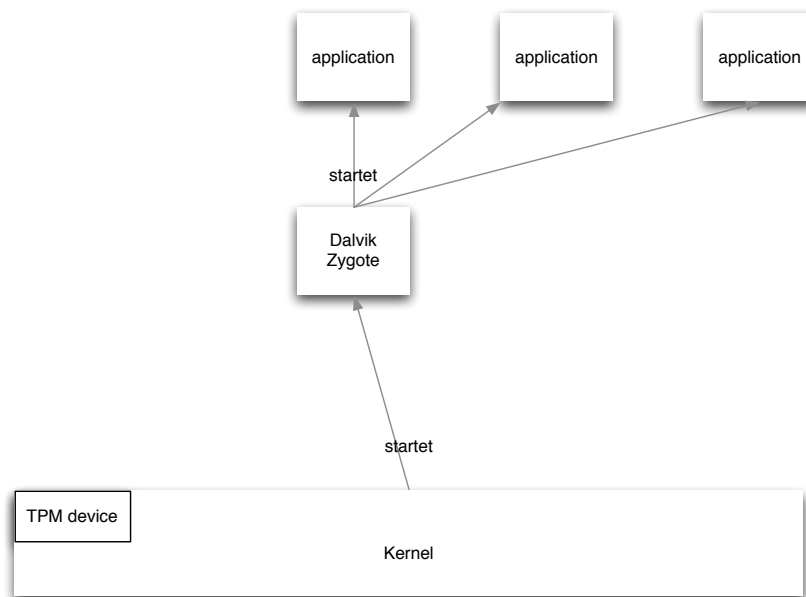 application
application
application
startet
Dalvik
Zygote
startet
TPM device
Kernel